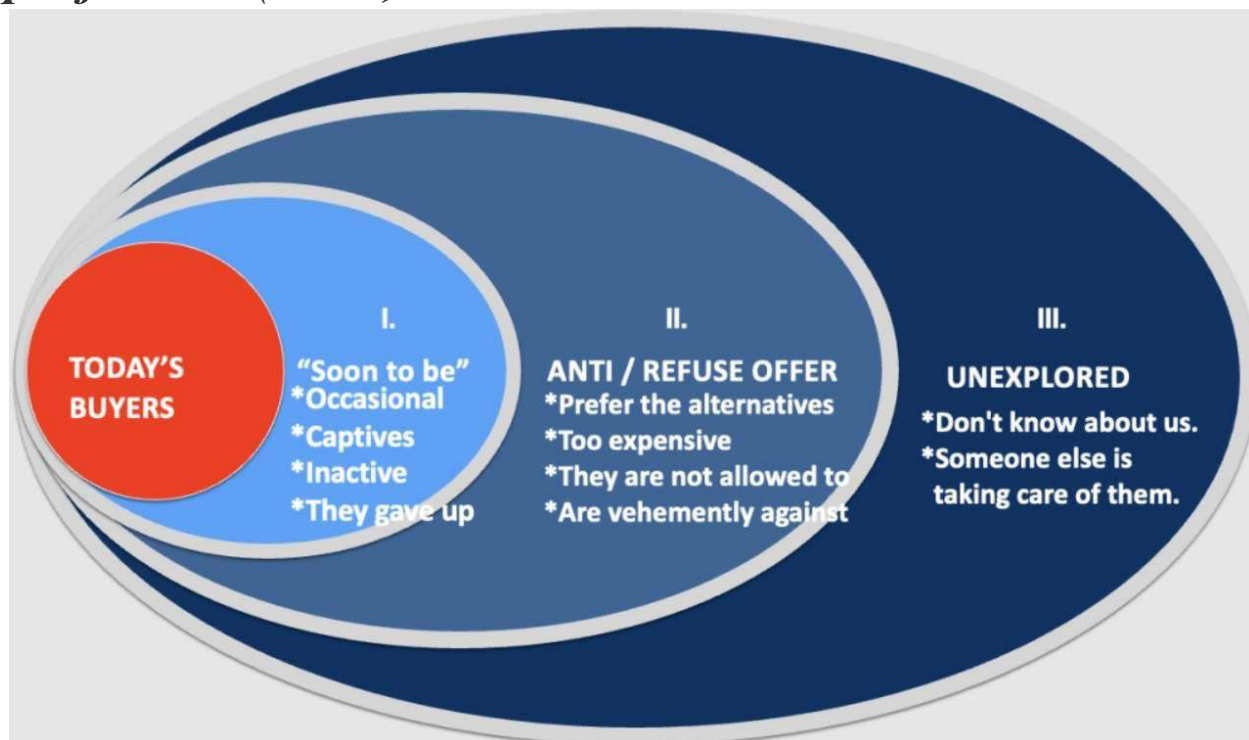 TODAY'S
BUYERS
I.
"Soon to be"
*Occasional
*Captives
*Inactive
*They gave up
II.
ANTI / REFUSE OFFER
*Prefer the alternatives
*Too expensive
*They are not allowed to
*Are vehemently against
III.
UNEXPLORED
*Don't know about us.
*Someone else is
taking care of them.